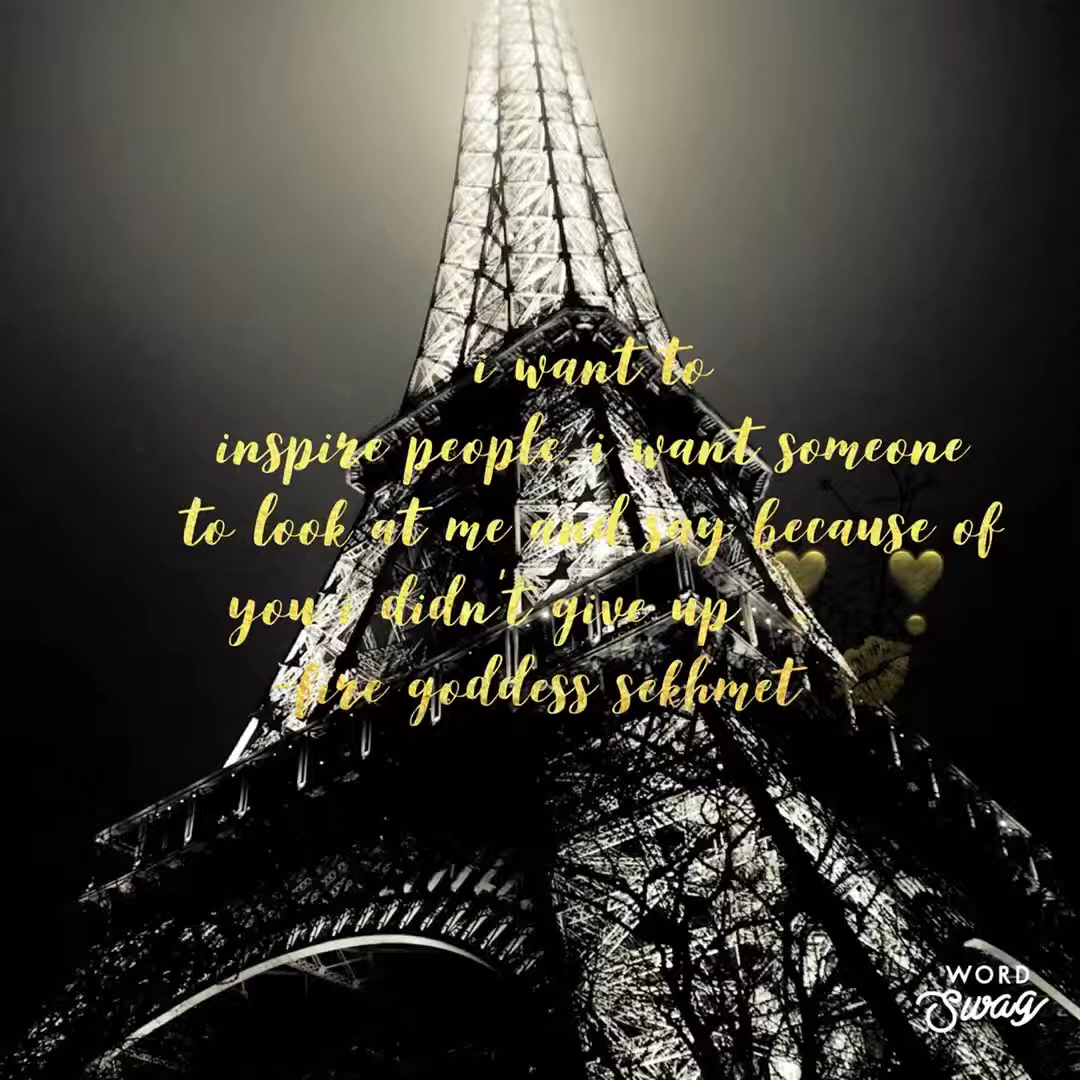 i want to
inspire people. i want someone
to look at me and say because of
you i didn't give up.
-fire goddess sekhmet
WORD
Swag